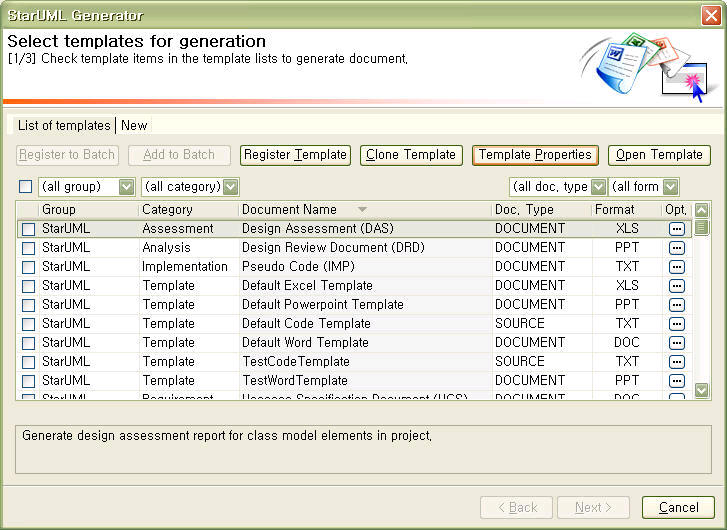 StarUML Generator
Select templates for generation
[1/3] Check template items in the template lists to generate document,
List of templates New
Register to Batch Add to Batch Register Template Clone Template Template Properties Open Template
(all group) (all category) (all doc, type (all form
Group Category Document Name Doc, Type Format Opt,
StarUML Assessment Design Assessment (DAS) DOCUMENT XLS
StarUML Analysis Design Review Document (DRD) DOCUMENT PPT
StarUML Implementation Pseudo Code (IMP) DOCUMENT TXT
StarUML Template Default Excel Template DOCUMENT XLS
StarUML Template Default Powerpoint Template DOCUMENT PPT
StarUML Template Default Code Template SOURCE TXT
StarUML Template Default Word Template DOCUMENT DOC
StarUML Template TestCodeTemplate SOURCE TXT
StarUML Template TestWordTemplate DOCUMENT PPT
StarUML Requirement Usecase Specification Document (UCS) DOCUMENT DOC
Generate design assessment report for class model elements in project,
< Back Next > Cancel